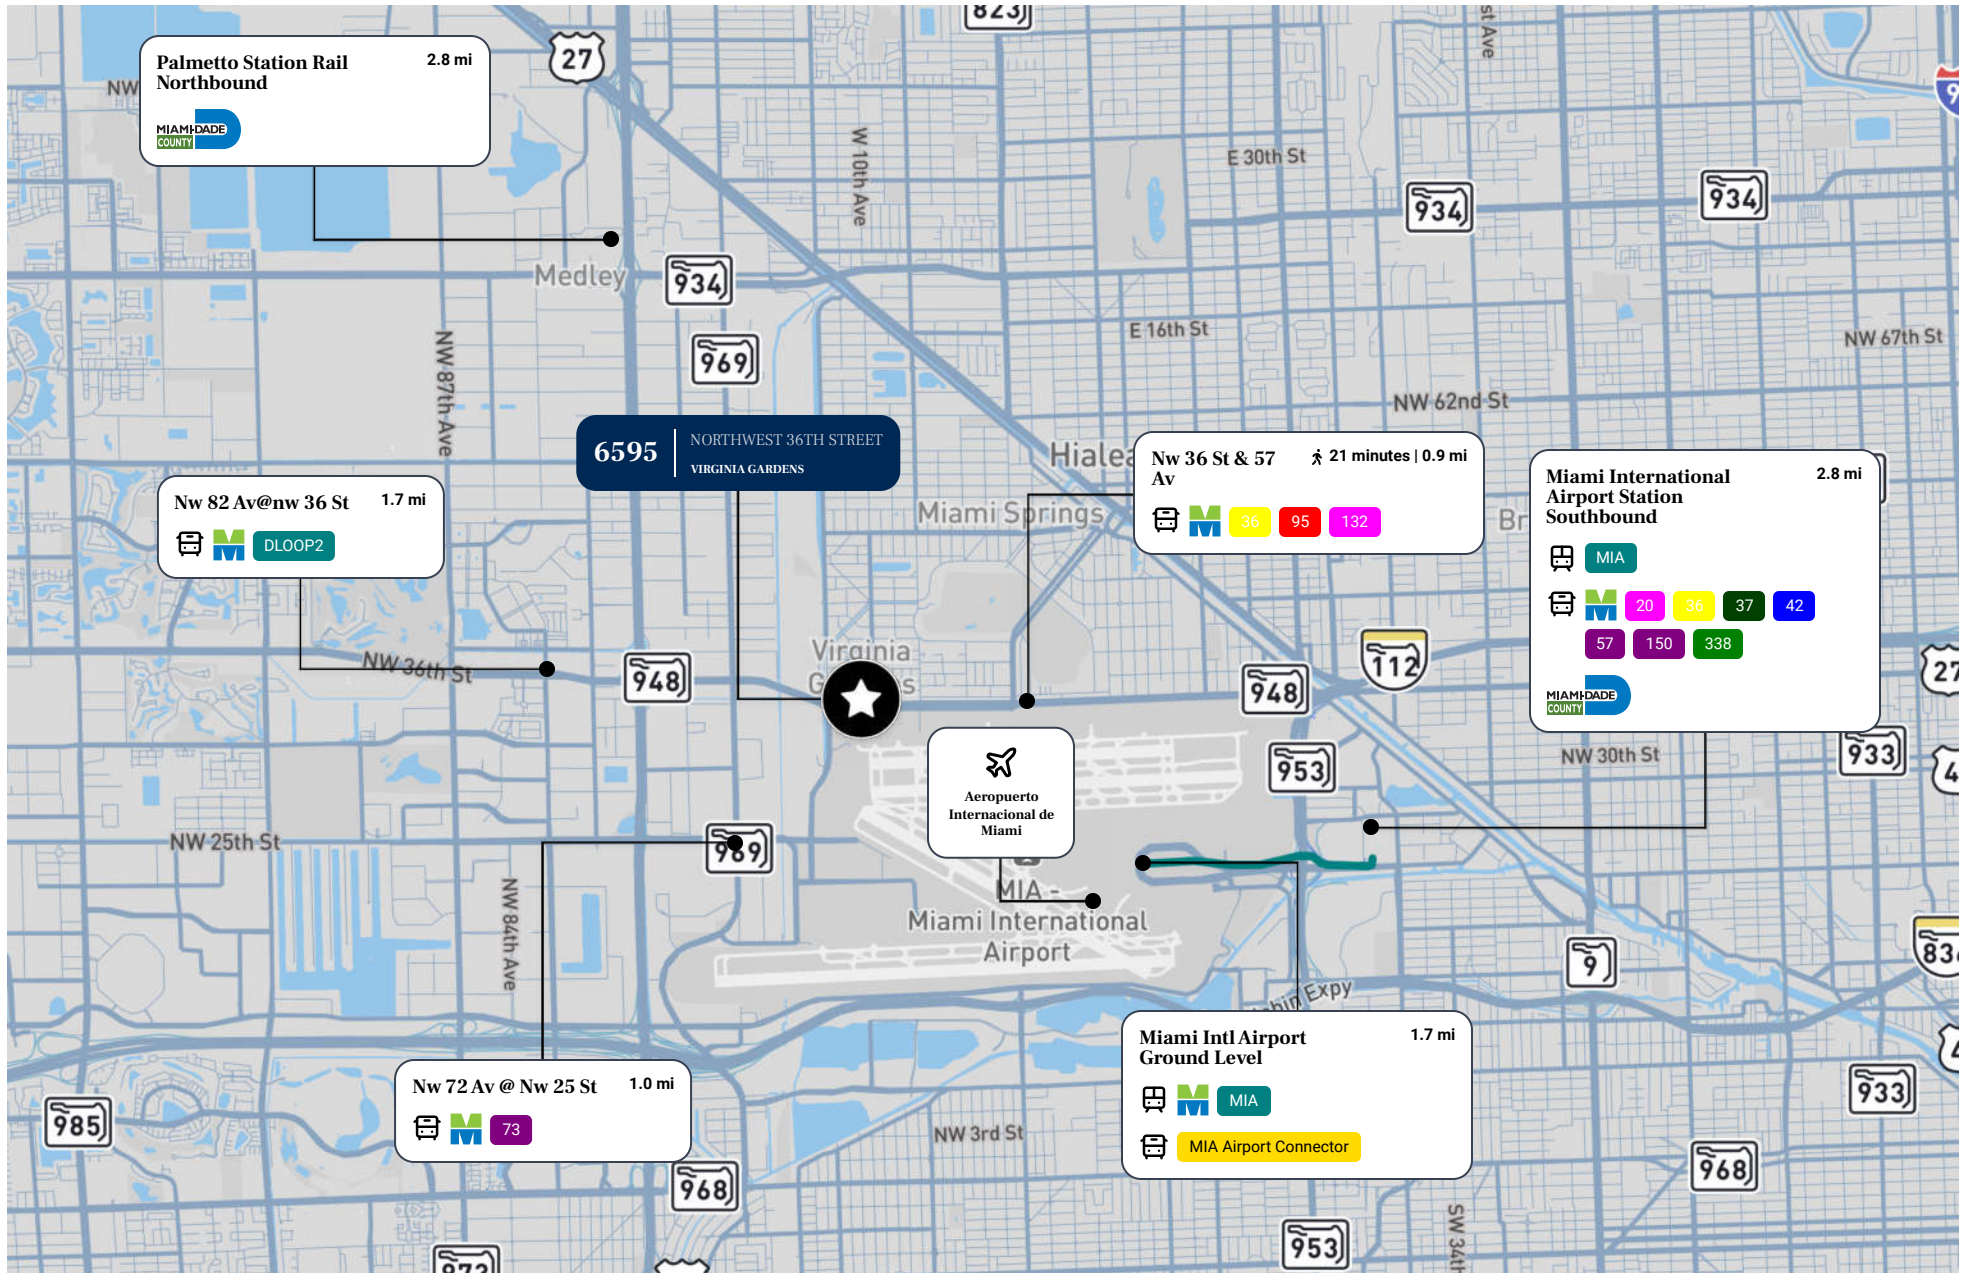 823
Palmetto Station Rail
Northbound
2.8 mi
MIAMI-DADE
COUNTY
NW
27
W 10th Ave
E 30th St
934
934
Medley
934
969
E 16th St
NW 67th St
NW 87th Ave
NW 62nd St
6595
NORTHWEST 36TH STREET
VIRGINIA GARDENS
Nw 36 St & 57
Av
21 minutes | 0.9 mi
36
95
132
Miami Springs
Nw 82 Av@nw 36 St
1.7 mi
DLOOP2
Miami International
Airport Station
Southbound
2.8 mi
MIA
20
36
37
42
57
150
338
MIAMI-DADE
COUNTY
Virginia
NW 36th St
948
948
112
27
953
933
NW 30th St
Aeropuerto
Internacional de
Miami
NW 25th St
969
MIA -
Miami International
Airport
NW 84th Ave
9
Expy
Miami Intl Airport
Ground Level
1.7 mi
MIA
MIA Airport Connector
Nw 72 Av @ Nw 25 St
1.0 mi
73
985
NW 3rd St
933
968
968
953